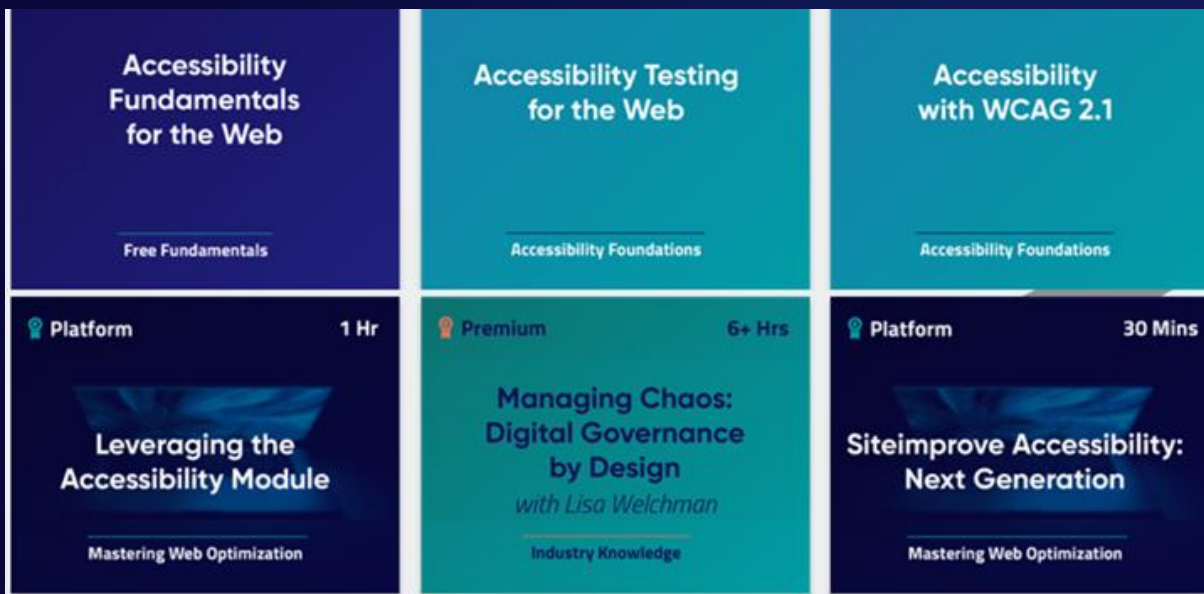 Accessibility
Fundamentals
for the Web
Free Fundamentals
Accessibility Testing
for the Web
Accessibility Foundations
Accessibility
with WCAG 2.1
Accessibility Foundations
Platform
1 Hr
Leveraging the
Accessibility Module
Mastering Web Optimization
Premium
6+ Hrs
Managing Chaos:
Digital Governance
by Design
with Lisa Welchman
Industry Knowledge
Platform
30 Mins
Siteimprove Accessibility:
Next Generation
Mastering Web Optimization